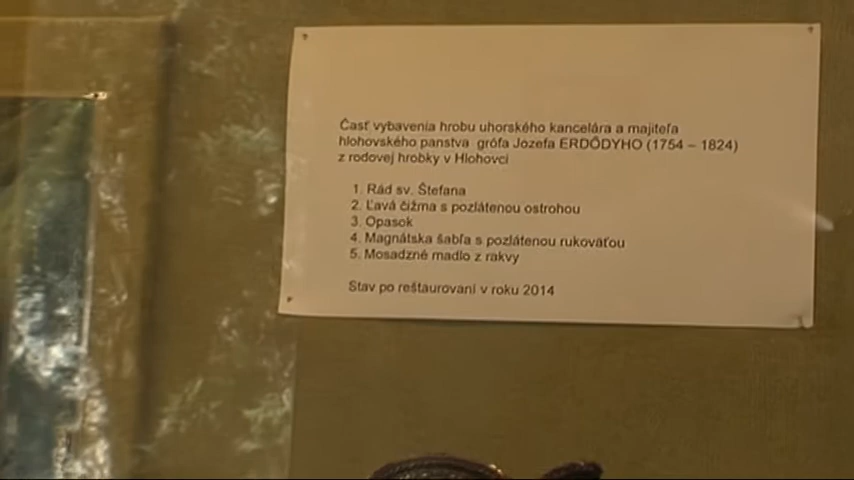 Časť vybavenia hrobu uhorského kancelára a majiteľa
hlohovského panstva grófa Jozefa ERDŐDYHO (1754 – 1824)
z rodovej hrobky v Hlohovci
1. Rád sv. Štefana
2. Ľavá čižma s pozlátenou ostrohou
3. Opasok
4. Magnátska šabľa s pozlátenou rukoväťou
5. Mosadzné madlo z rakvy
Stav po reštaurovaní v roku 2014